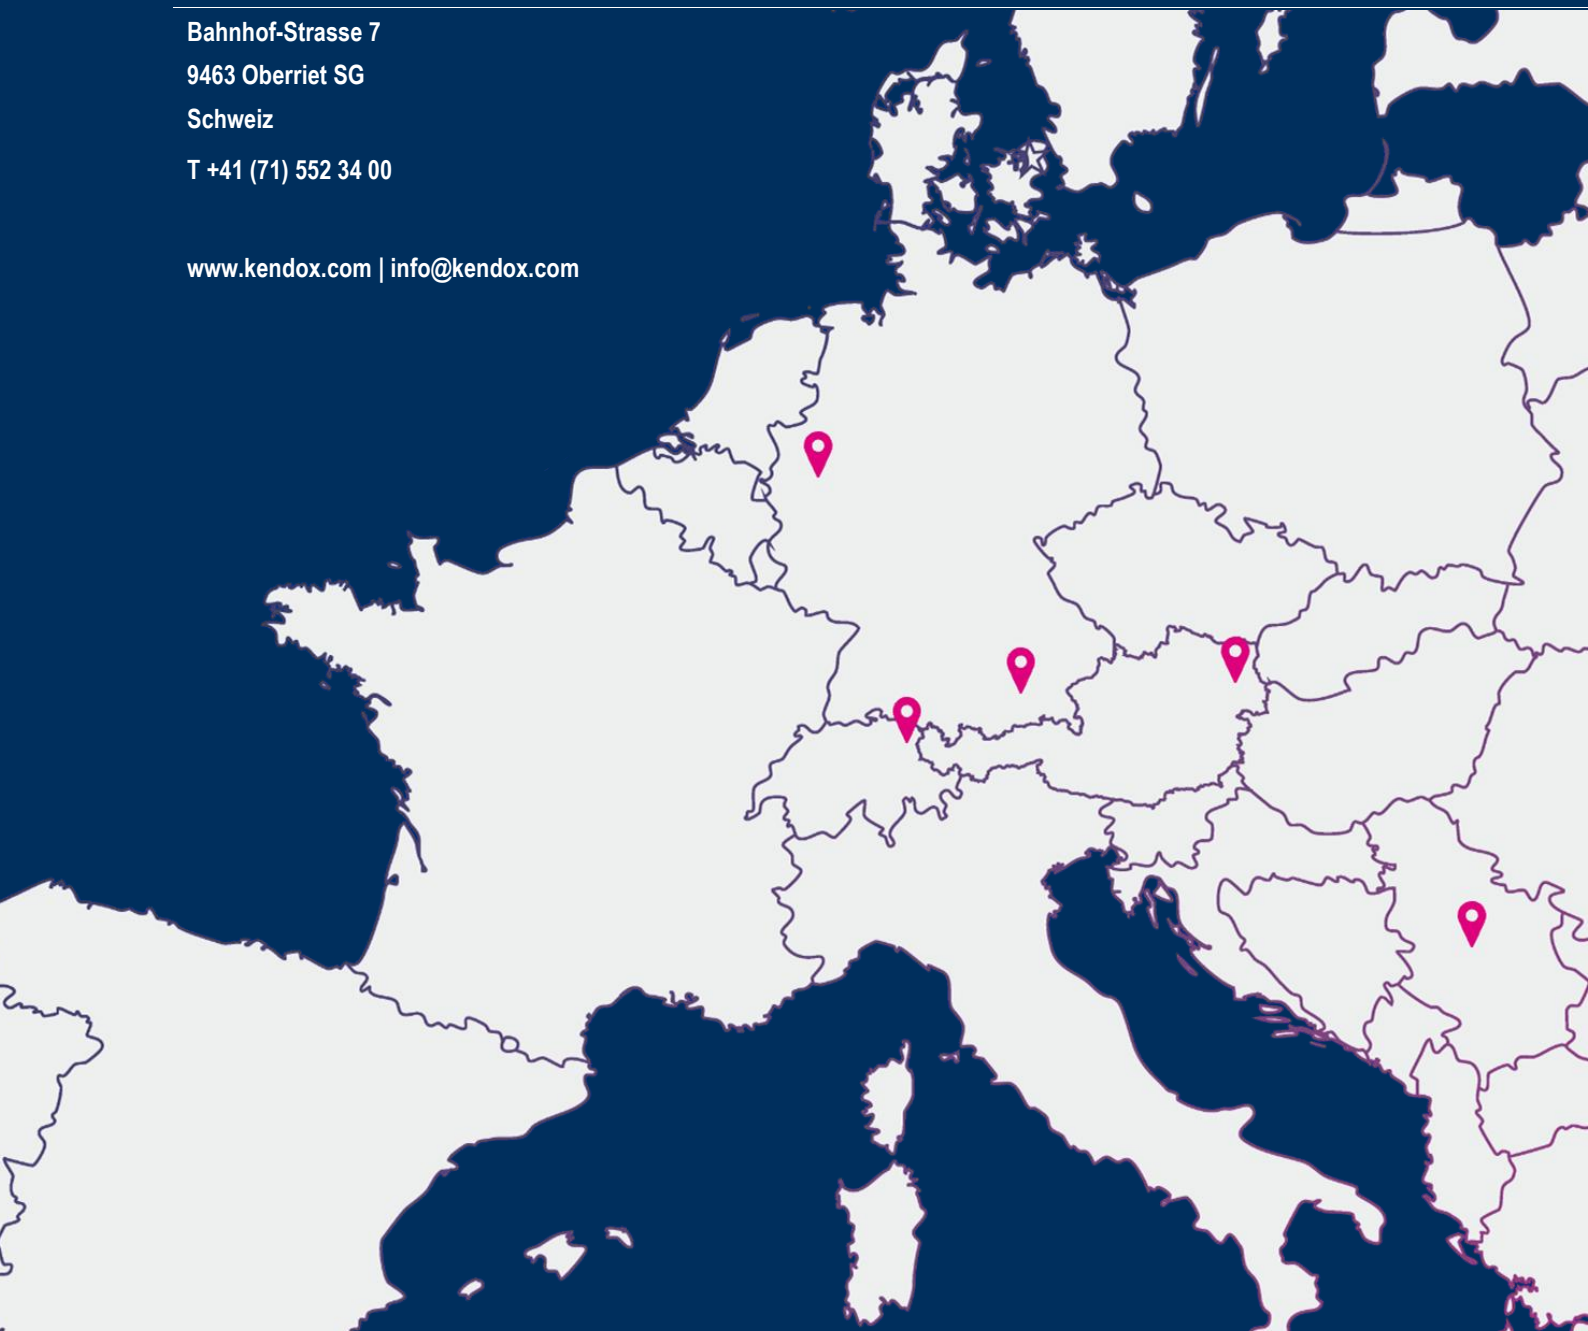 Bahnhof-Strasse 7
9463 Oberriet SG
Schweiz
T +41 (71) 552 34 00
www.kendox.com | info@kendox.com